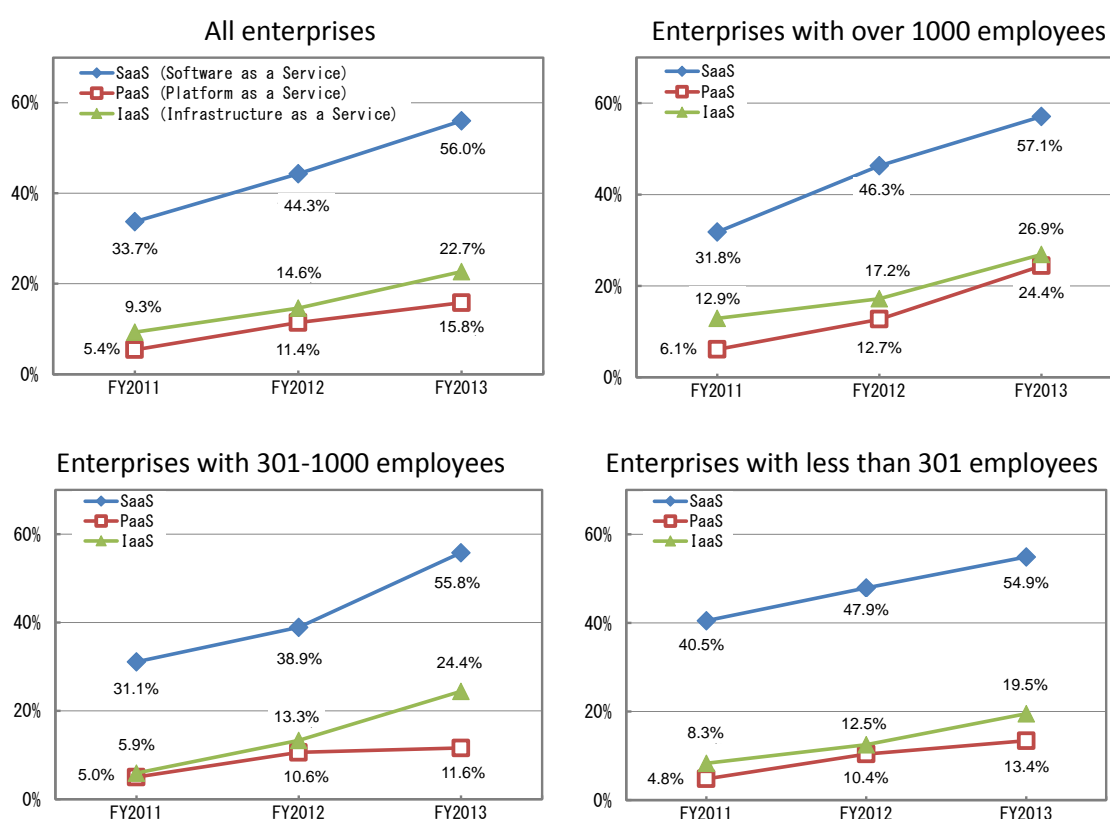 All enterprises
SaaS (Software as a Service)
PaaS (Platform as a Service)
IaaS (Infrastructure as a Service)
60%
40%
20%
0%
33.7%
44.3%
56.0%
9.3%
14.6%
22.7%
5.4%
11.4%
15.8%
FY2011
FY2012
FY2013
Enterprises with over 1000 employees
SaaS
PaaS
IaaS
60%
40%
20%
0%
31.8%
46.3%
57.1%
12.9%
17.2%
26.9%
6.1%
12.7%
24.4%
FY2011
FY2012
FY2013
Enterprises with 301-1000 employees
SaaS
PaaS
IaaS
60%
40%
20%
0%
31.1%
38.9%
55.8%
5.9%
13.3%
24.4%
5.0%
10.6%
11.6%
FY2011
FY2012
FY2013
Enterprises with less than 301 employees
SaaS
PaaS
IaaS
60%
40%
20%
0%
40.5%
47.9%
54.9%
8.3%
12.5%
19.5%
4.8%
10.4%
13.4%
FY2011
FY2012
FY2013